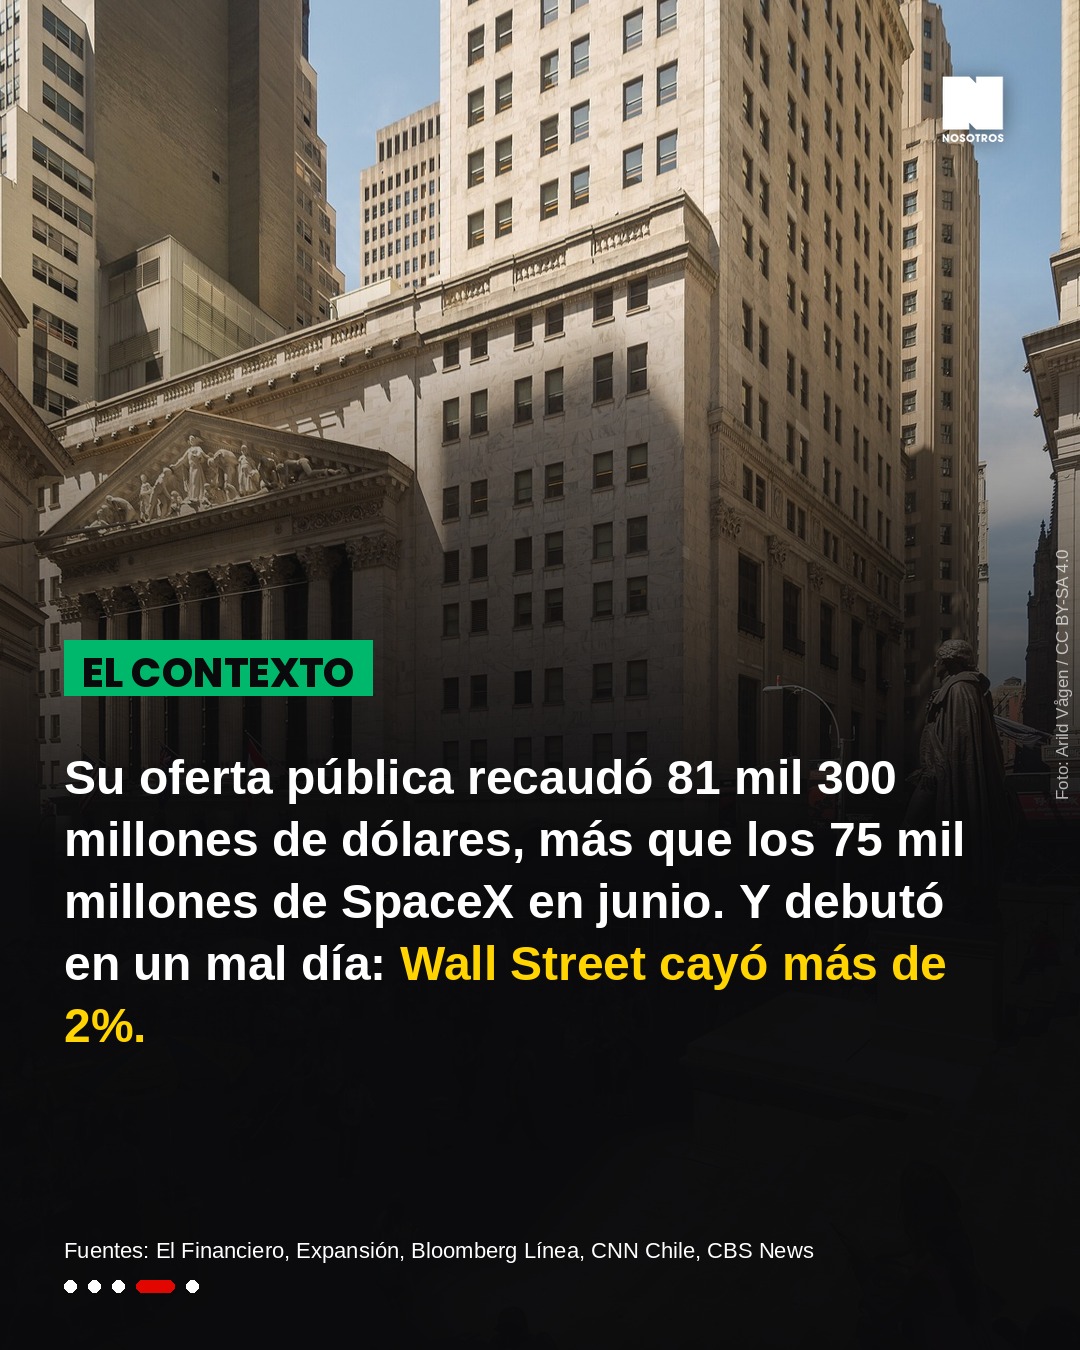 N
NOSOTROS
Foto: Arild Vågen / CC BY-SA 4.0
EL CONTEXTO
Su oferta pública recaudó 81 mil 300
millones de dólares, más que los 75 mil
millones de SpaceX en junio. Y debutó
en un mal día: Wall Street cayó más de
2%.
Fuentes: El Financiero, Expansión, Bloomberg Línea, CNN Chile, CBS News